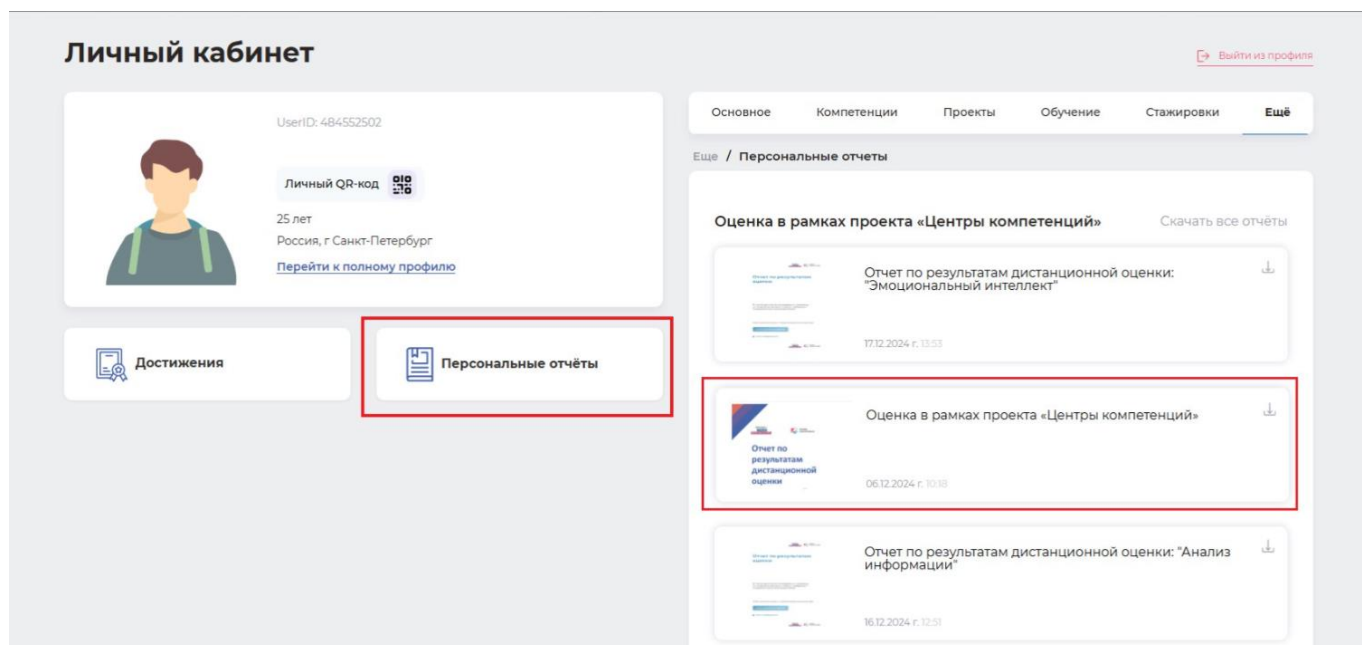 Личный кабинет
Выйти из профиля
UserID: 484552502
Личный QR-код
25 лет
Россия, г Санкт-Петербург
Перейти к полному профилю
Достижения
Персональные отчёты
Основное Компетенции Проекты Обучение Стажировки Ещё
Еще / Персональные отчеты
Оценка в рамках проекта «Центры компетенций» Скачать все отчёты
Отчет по результатам дистанционной оценки:
"Эмоциональный интеллект"
17.12.2024 г. 13:53
Отчет по
результатам
дистанционной
оценки
Оценка в рамках проекта «Центры компетенций»
06.12.2024 г. 10:18
Отчет по результатам дистанционной оценки: "Анализ
информации"
16.12.2024 г. 12:51